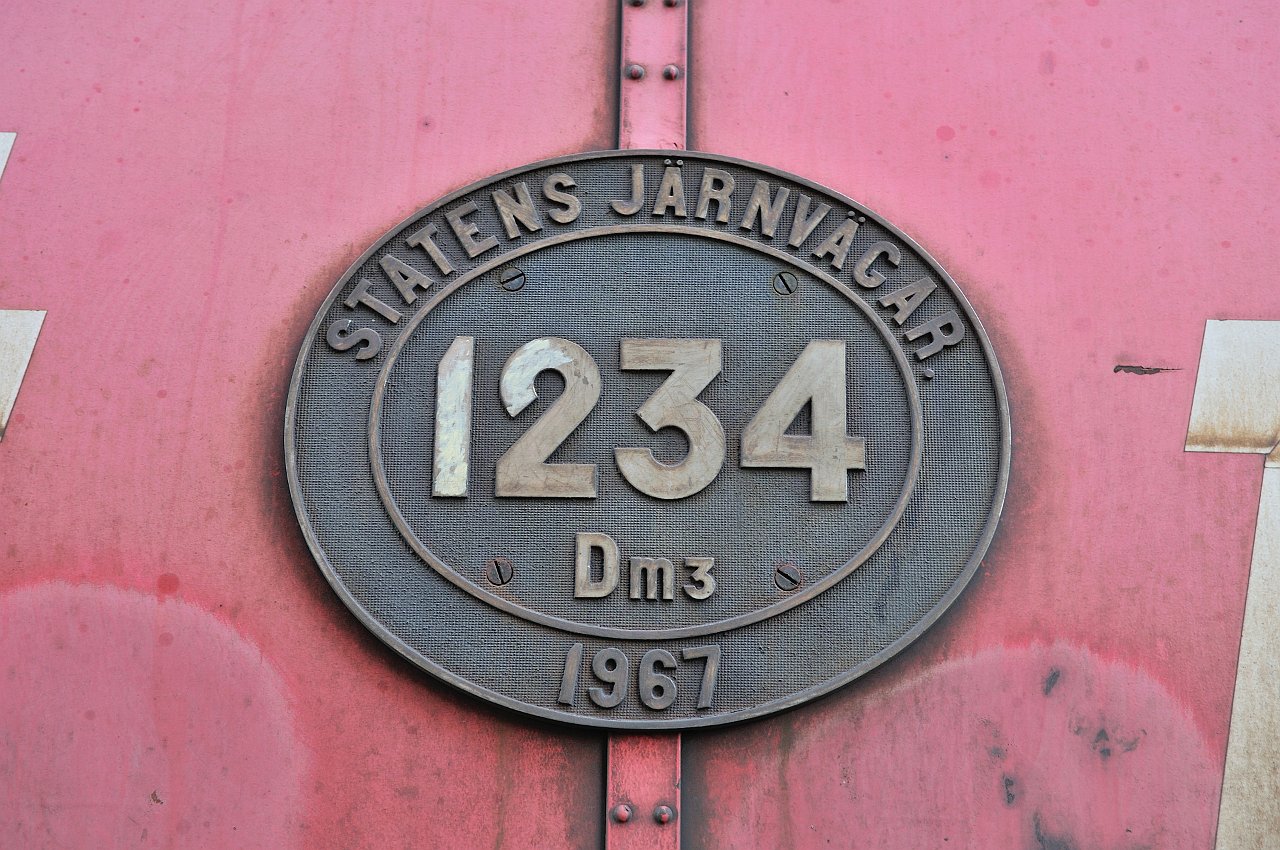 STATENS JÄRNVÄGAR.
1234
Dm3
1967